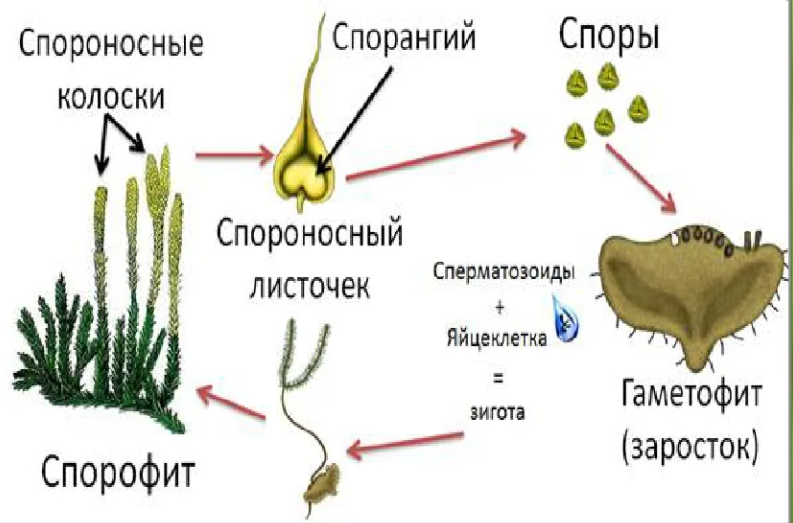 Спороносные
колоски
Спорангий
Споры
Спороносный
листочек
Сперматозоиды
+
Яйцеклетка
=
зигота
Гаметофит
(заросток)
Спорофит